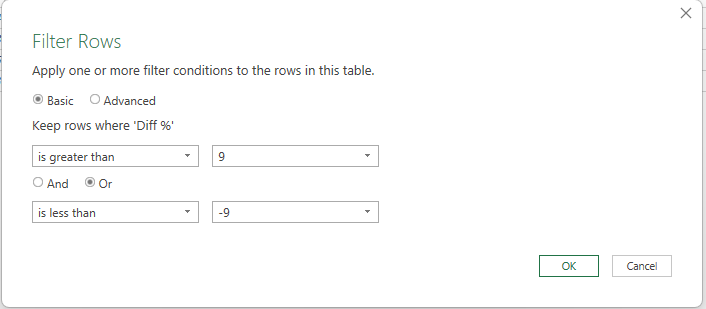 Filter Rows
Apply one or more filter conditions to the rows in this table.
Basic Advanced
Keep rows where 'Diff %'
is greater than 9
And Or
is less than -9
OK Cancel